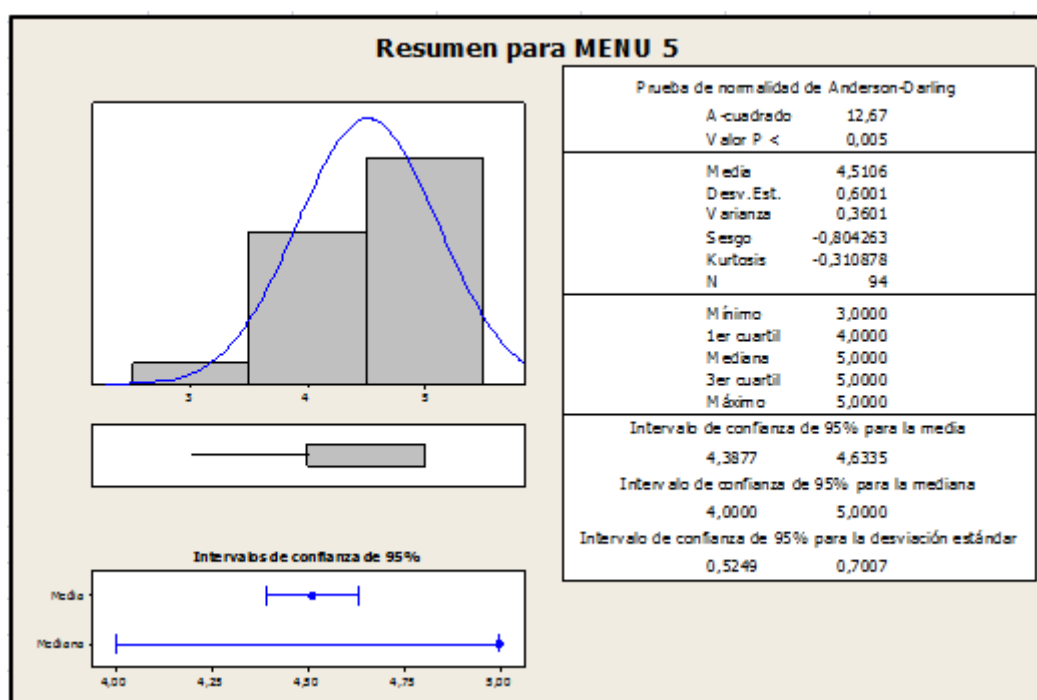 Resumen para MENU 5
3 4 5
Intervalos de confianza de 95%
Media
Mediana
4,00 4,25 4,50 4,75 5,00
Prueba de normalidad de Anderson-Darling
A-cuadrado 12,67
Valor P < 0,005
Media 4,5106
Desv.Est. 0,6001
Varianza 0,3601
Sesgo -0,804263
Kurtosis -0,310878
N 94
Mínimo 3,0000
1er cuartil 4,0000
Mediana 5,0000
3er cuartil 5,0000
Máximo 5,0000
Intervalo de confianza de 95% para la media
4,3877 4,6335
Intervalo de confianza de 95% para la mediana
4,0000 5,0000
Intervalo de confianza de 95% para la desviación estándar
0,5249 0,7007